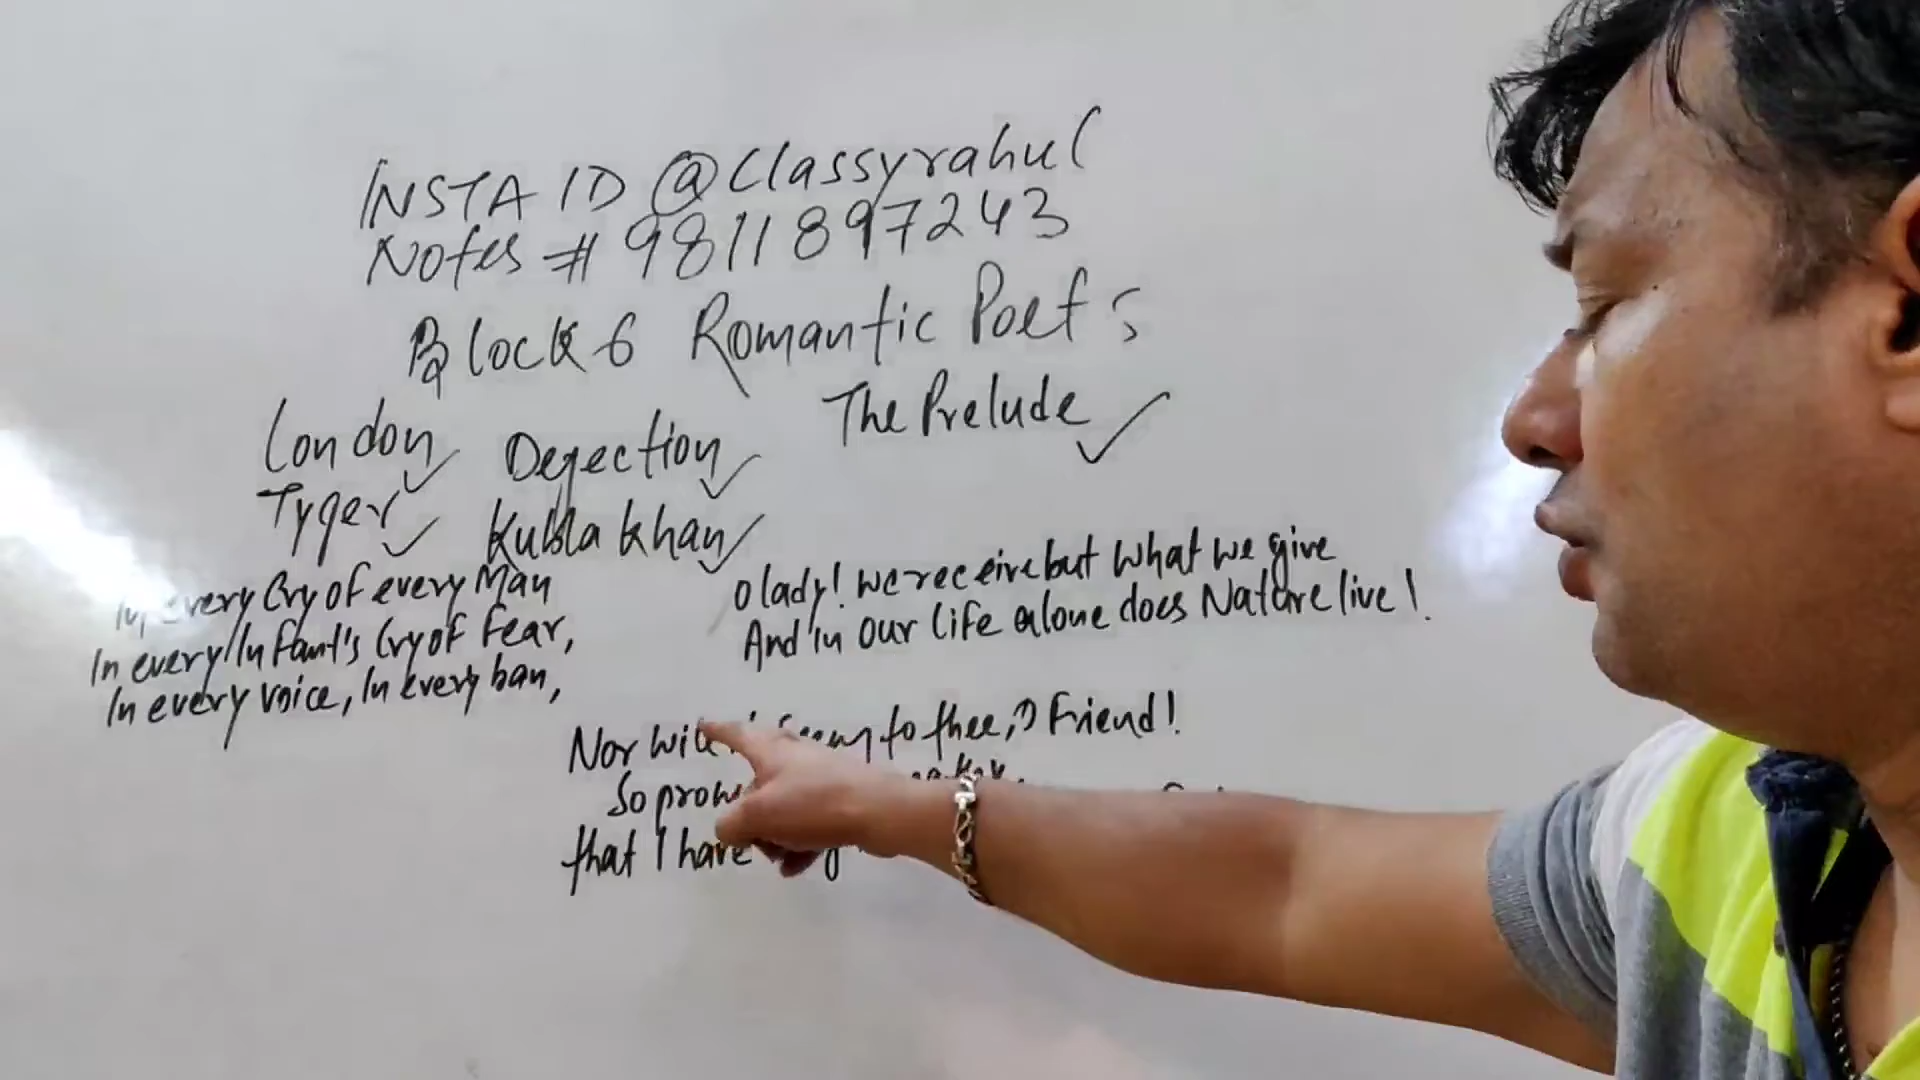 INSTA ID @Classyrahul
Notes # 9811897243
Block 6 Romantic Poets
London Dejection The Prelude
Tyger Kubla Khan
In every Cry of every Man
In every Infant's Cry of Fear,
In every voice, In every ban,
O lady! we receive but what we give
And in our life alone does Nature live!
Nor will to thee, O Friend!
So
that I have